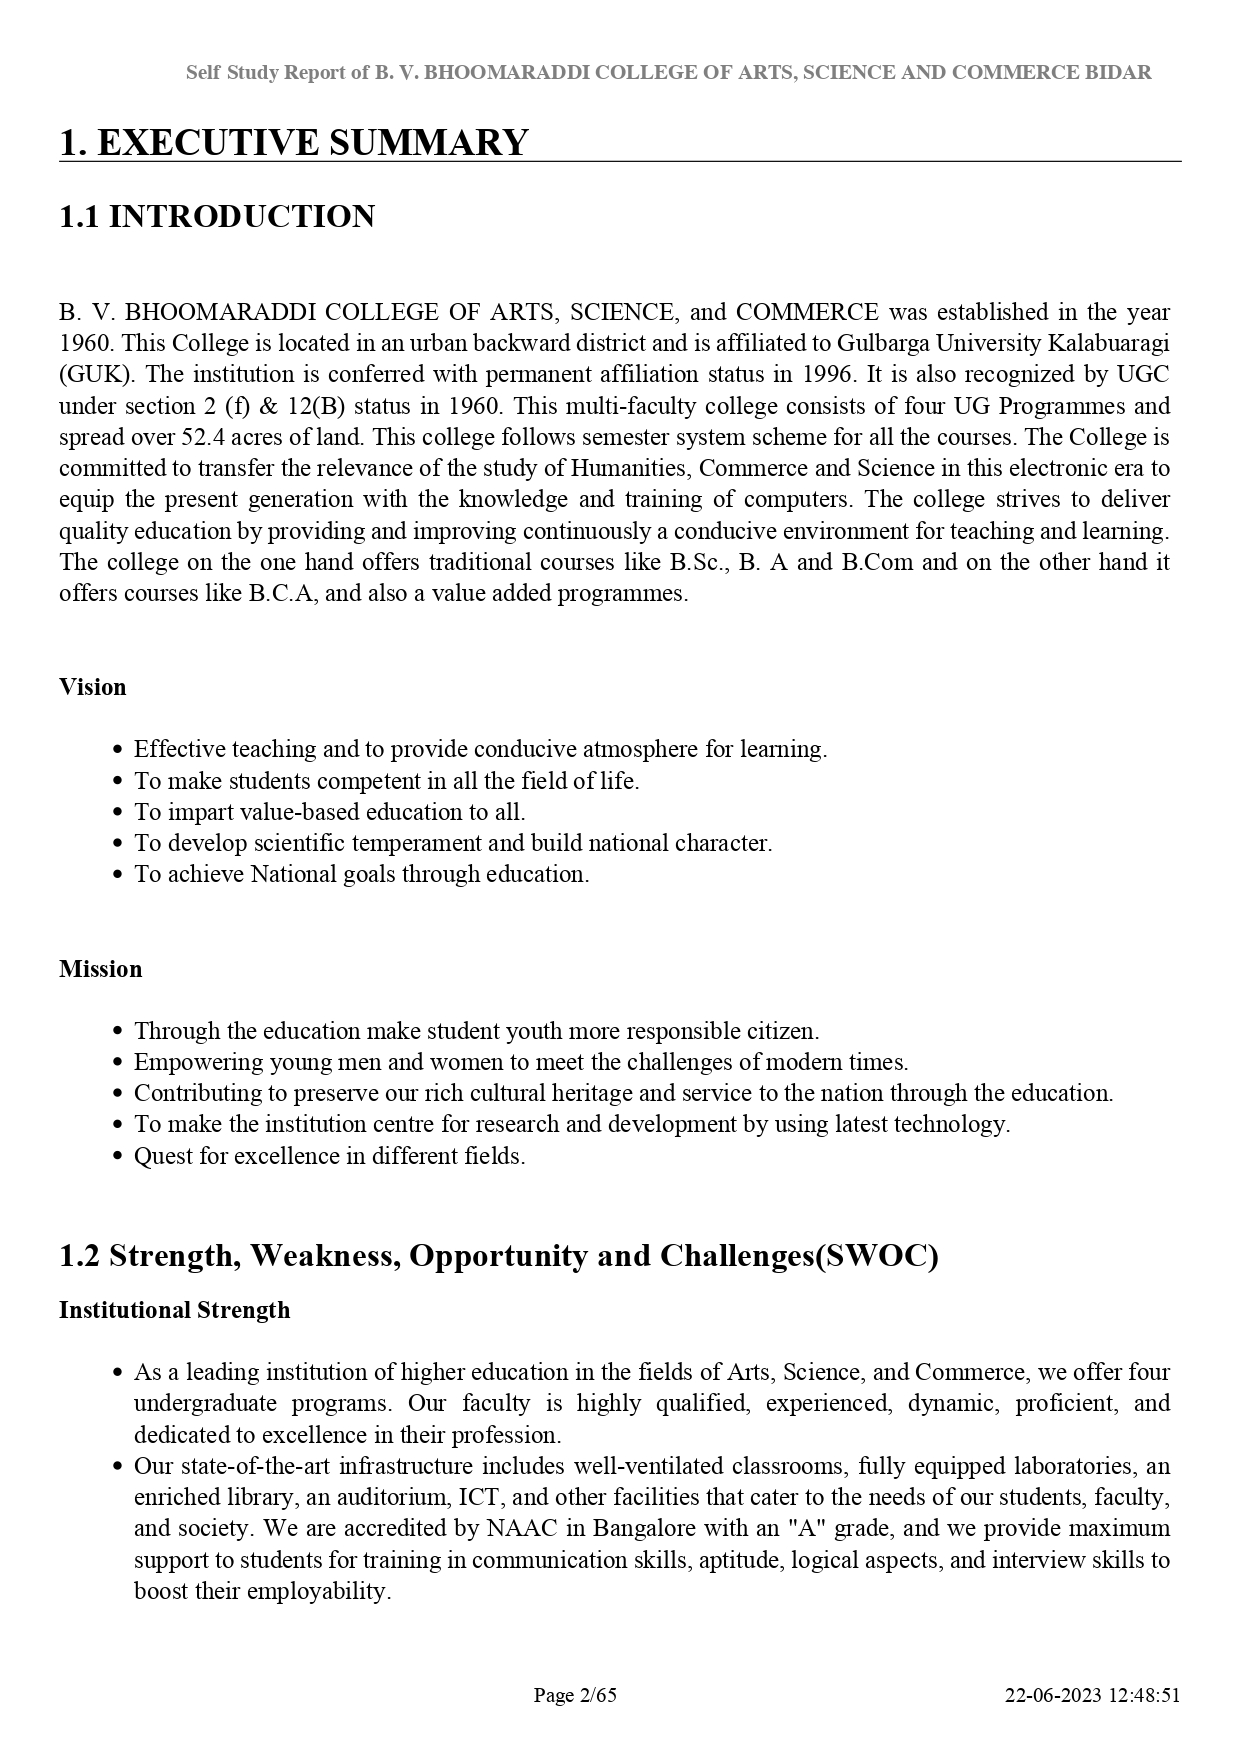 Self Study Report of B. V. BHOOMARADDI COLLEGE OF ARTS, SCIENCE AND COMMERCE BIDAR
1. EXECUTIVE SUMMARY
1.1 INTRODUCTION
B. V. BHOOMARADDI COLLEGE OF ARTS, SCIENCE, and COMMERCE was established in the year
1960. This College is located in an urban backward district and is affiliated to Gulbarga University Kalabuaragi
(GUK). The institution is conferred with permanent affiliation status in 1996. It is also recognized by UGC
under section 2 (f) & 12(B) status in 1960. This multi-faculty college consists of four UG Programmes and
spread over 52.4 acres of land. This college follows semester system scheme for all the courses. The College is
committed to transfer the relevance of the study of Humanities, Commerce and Science in this electronic era to
equip the present generation with the knowledge and training of computers. The college strives to deliver
quality education by providing and improving continuously a conducive environment for teaching and learning.
The college on the one hand offers traditional courses like B.Sc., B. A and B.Com and on the other hand it
offers courses like B.C.A, and also a value added programmes.
Vision
• Effective teaching and to provide conducive atmosphere for learning.
• To make students competent in all the field of life.
• To impart value-based education to all.
• To develop scientific temperament and build national character.
• To achieve National goals through education.
Mission
• Through the education make student youth more responsible citizen.
• Empowering young men and women to meet the challenges of modern times.
• Contributing to preserve our rich cultural heritage and service to the nation through the education.
• To make the institution centre for research and development by using latest technology.
• Quest for excellence in different fields.
1.2 Strength, Weakness, Opportunity and Challenges(SWOC)
Institutional Strength
• As a leading institution of higher education in the fields of Arts, Science, and Commerce, we offer four
undergraduate programs. Our faculty is highly qualified, experienced, dynamic, proficient, and
dedicated to excellence in their profession.
• Our state-of-the-art infrastructure includes well-ventilated classrooms, fully equipped laboratories, an
enriched library, an auditorium, ICT, and other facilities that cater to the needs of our students, faculty,
and society. We are accredited by NAAC in Bangalore with an "A" grade, and we provide maximum
support to students for training in communication skills, aptitude, logical aspects, and interview skills to
boost their employability.
Page 2/65
22-06-2023 12:48:51